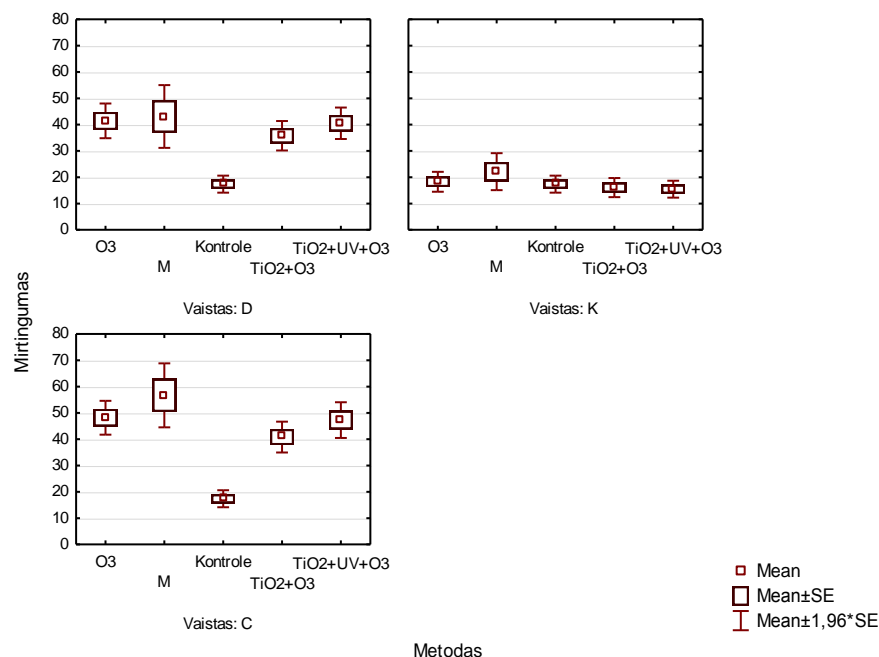 Mirtingumas
80
70
60
50
40
30
20
10
0
O3
M
Kontrole
TiO2+O3
TiO2+UV+O3
Vaistas: D
O3
M
Kontrole
TiO2+O3
TiO2+UV+O3
Vaistas: K
80
70
60
50
40
30
20
10
0
O3
M
Kontrole
TiO2+O3
TiO2+UV+O3
Vaistas: C
Metodas
Mean
Mean±SE
Mean±1,96*SE